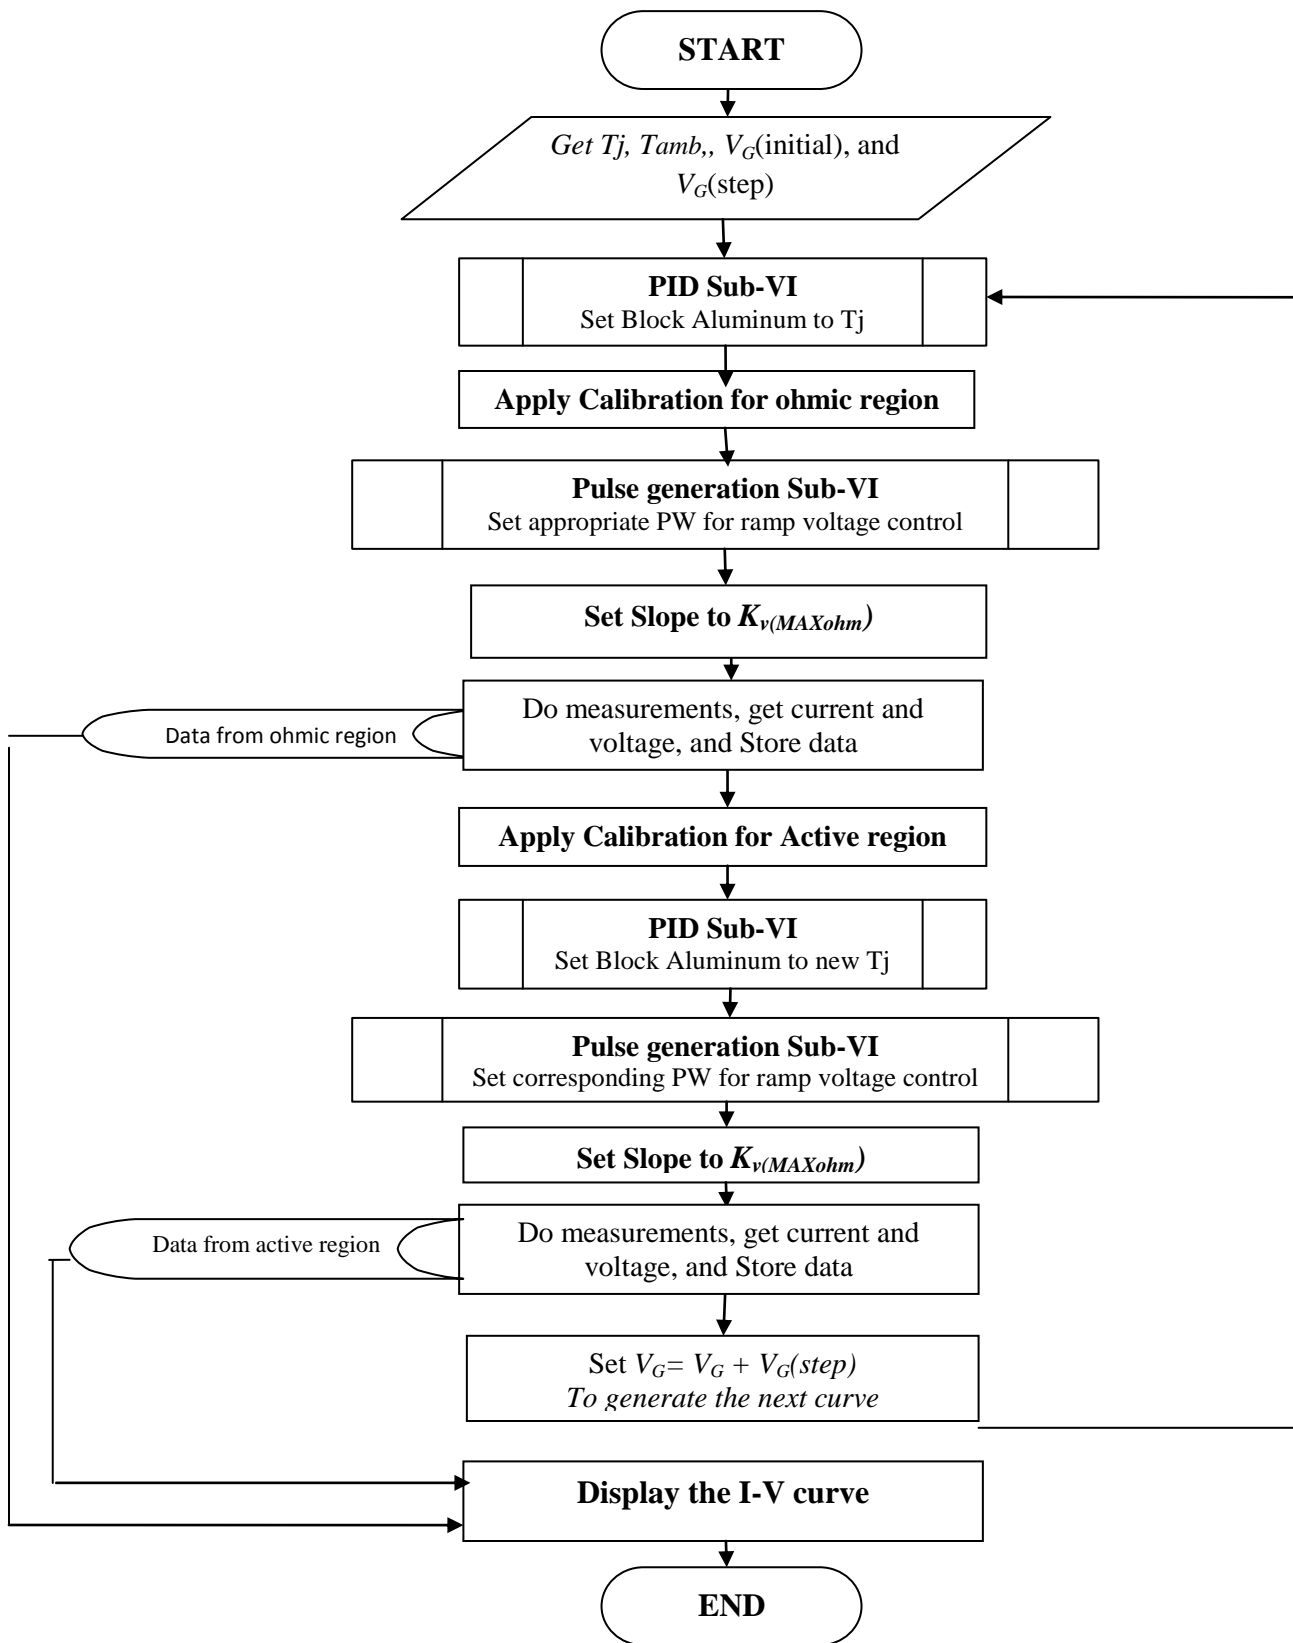 START
Get Tj, Tamb,, VG(initial), and
VG(step)
PID Sub-VI
Set Block Aluminum to Tj
Apply Calibration for ohmic region
Pulse generation Sub-VI
Set appropriate PW for ramp voltage control
Set Slope to Kv(MAXohm)
Do measurements, get current and
voltage, and Store data
Data from ohmic region
Apply Calibration for Active region
PID Sub-VI
Set Block Aluminum to new Tj
Pulse generation Sub-VI
Set corresponding PW for ramp voltage control
Set Slope to Kv(MAXohm)
Do measurements, get current and
voltage, and Store data
Data from active region
Set VG= VG + VG(step)
To generate the next curve
Display the I-V curve
END